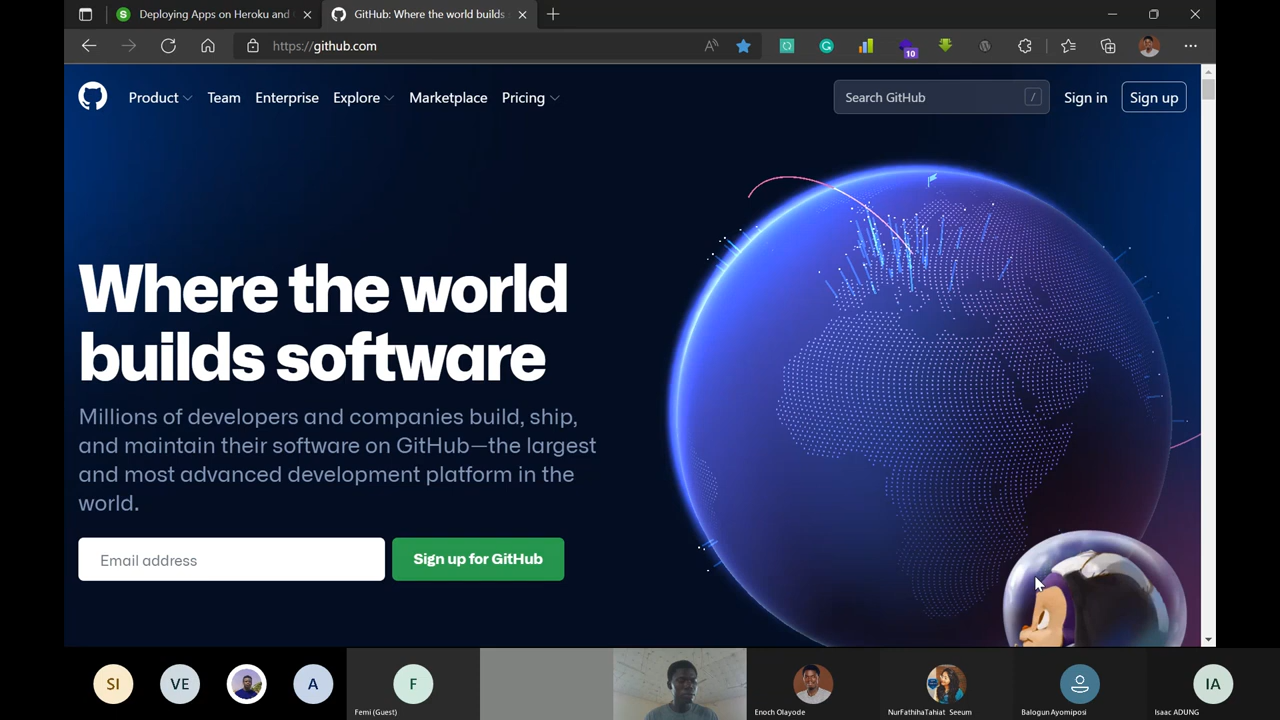 Deploying Apps on Heroku and
GitHub: Where the world builds
https://github.com
10
Product
Team
Enterprise
Explore
Marketplace
Pricing
Search GitHub
/
Sign in
Sign up
Where the world
builds software
Millions of developers and companies build, ship,
and maintain their software on GitHub—the largest
and most advanced development platform in the
world.
Email address
Sign up for GitHub
SI
VE
A
F
Femi (Guest)
Enoch Olayode
NurFathihaTahiat Seeum
Balogun Ayomiposi
IA
Isaac ADUNG